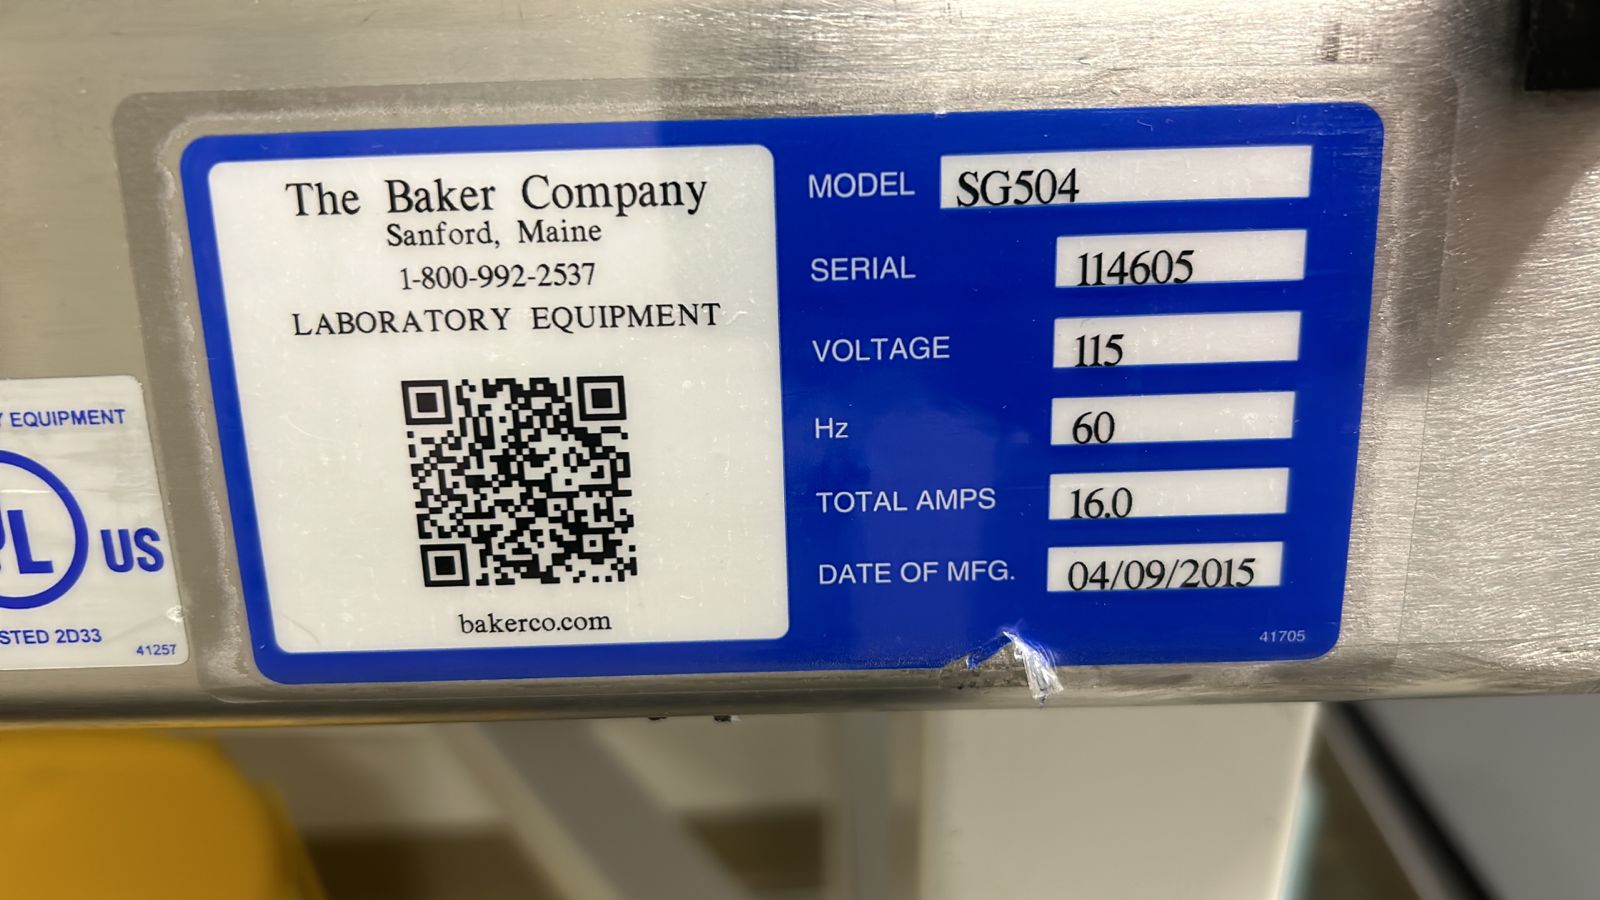 The Baker Company
Sanford, Maine
1-800-992-2537
LABORATORY EQUIPMENT
bakerco.com
MODEL SG504
SERIAL 114605
VOLTAGE 115
Hz 60
TOTAL AMPS 16.0
DATE OF MFG. 04/09/2015
41705
EQUIPMENT
US
2D33
41257